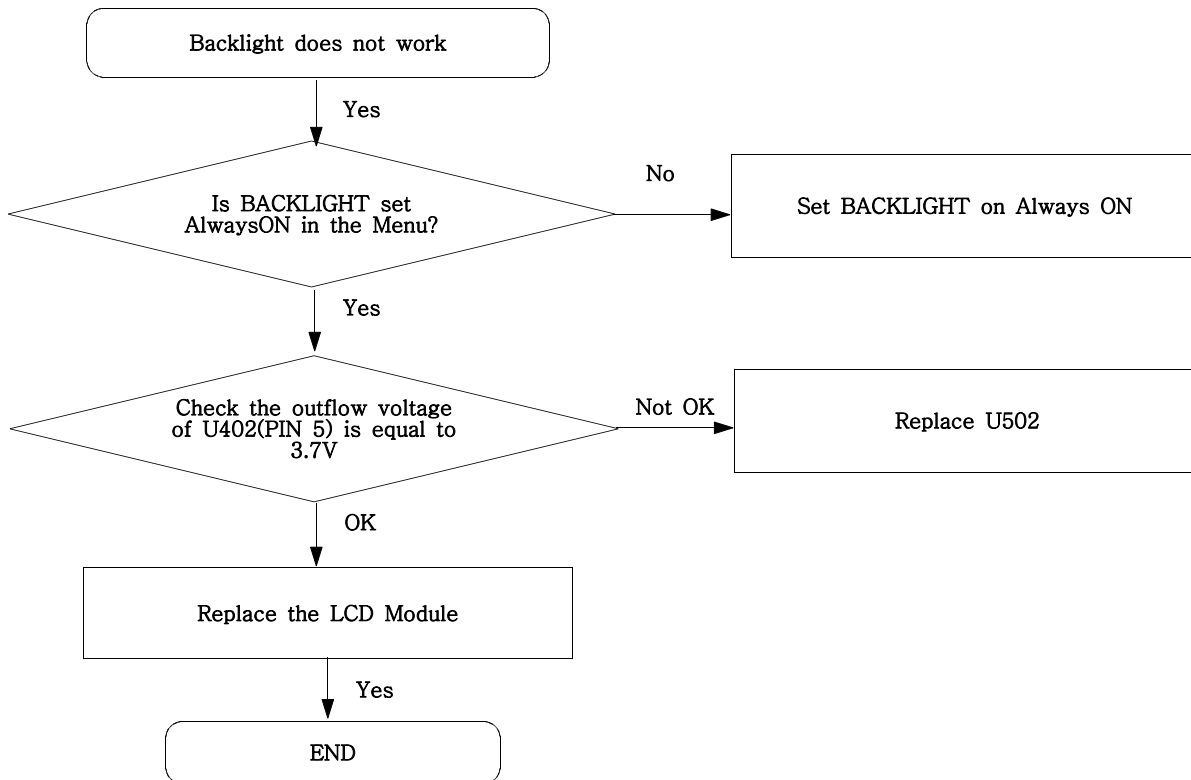 Backlight does not work
Yes
Is BACKLIGHT set
AlwaysON in the Menu?
No
Set BACKLIGHT on Always ON
Yes
Check the outflow voltage
of U402(PIN 5) is equal to
3.7V
Not OK
Replace U502
OK
Replace the LCD Module
Yes
END